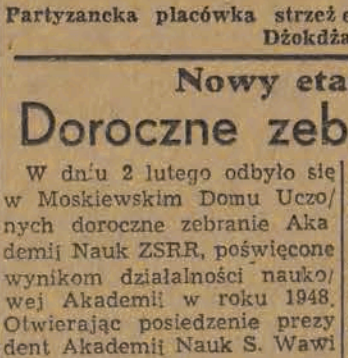 Partyzancka placówka strzeże
Dżokdża
Nowy eta
Doroczne zeb
W dniu 2 lutego odbyło się
w Moskiewskim Domu Uczo/
nych doroczne zebranie Aka
demii Nauk ZSRR, poświęcone
wynikom działalności nauko/
wej Akademii w roku 1948.
Otwierając posiedzenie prezy
dent Akademii Nauk S. Wawi